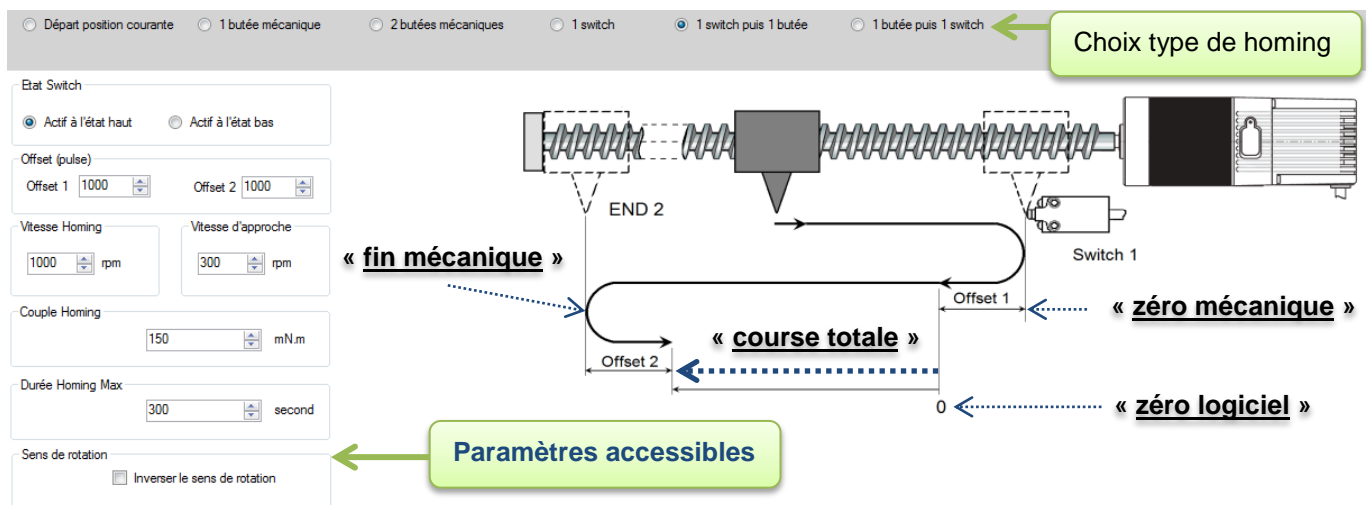 Départ position courante
1 butée mécanique
2 butées mécaniques
1 switch
1 switch puis 1 butée
1 butée puis 1 switch
Choix type de homing
Etat Switch
Actif à l'état haut
Actif à l'état bas
Offset (pulse)
Offset 1 1000
Offset 2 1000
Vitesse Homing
1000 rpm
Vitesse d'approche
300 rpm
Couple Homing
150 mN.m
Durée Homing Max
300 second
Sens de rotation
Inverser le sens de rotation
END 2
Switch 1
« fin mécanique »
Offset 1
« zéro mécanique »
« course totale »
Offset 2
0
« zéro logiciel »
Paramètres accessibles